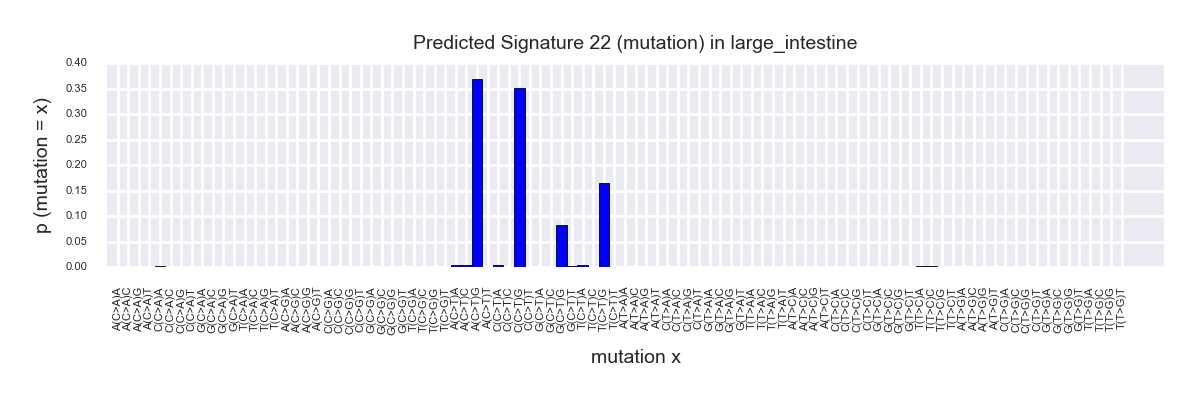 Predicted Signature 22 (mutation) in large_intestine
0.40
0.35
0.30
0.25
0.20
0.15
0.10
0.05
0.00
p (mutation = x)
A(C>A)A
A(C>A)C
A(C>A)G
A(C>A)T
C(C>A)A
C(C>A)C
C(C>A)G
C(C>A)T
G(C>A)A
G(C>A)C
G(C>A)G
G(C>A)T
T(C>A)A
T(C>A)C
T(C>A)G
T(C>A)T
A(C>G)A
A(C>G)C
A(C>G)G
A(C>G)T
C(C>G)A
C(C>G)C
C(C>G)G
C(C>G)T
G(C>G)A
G(C>G)C
G(C>G)G
G(C>G)T
T(C>G)A
T(C>G)C
T(C>G)G
T(C>G)T
A(C>T)A
A(C>T)C
A(C>T)G
A(C>T)T
C(C>T)A
C(C>T)C
C(C>T)G
C(C>T)T
G(C>T)A
G(C>T)C
G(C>T)G
G(C>T)T
T(C>T)A
T(C>T)C
T(C>T)G
T(C>T)T
A(T>A)A
A(T>A)C
A(T>A)G
A(T>A)T
C(T>A)A
C(T>A)C
C(T>A)G
C(T>A)T
G(T>A)A
G(T>A)C
G(T>A)G
G(T>A)T
T(T>A)A
T(T>A)C
T(T>A)G
T(T>A)T
A(T>C)A
A(T>C)C
A(T>C)G
A(T>C)T
C(T>C)A
C(T>C)C
C(T>C)G
C(T>C)T
G(T>C)A
G(T>C)C
G(T>C)G
G(T>C)T
T(T>C)A
T(T>C)C
T(T>C)G
T(T>C)T
A(T>G)A
A(T>G)C
A(T>G)G
A(T>G)T
C(T>G)A
C(T>G)C
C(T>G)G
C(T>G)T
G(T>G)A
G(T>G)C
G(T>G)G
G(T>G)T
T(T>G)A
T(T>G)C
T(T>G)G
T(T>G)T
mutation x